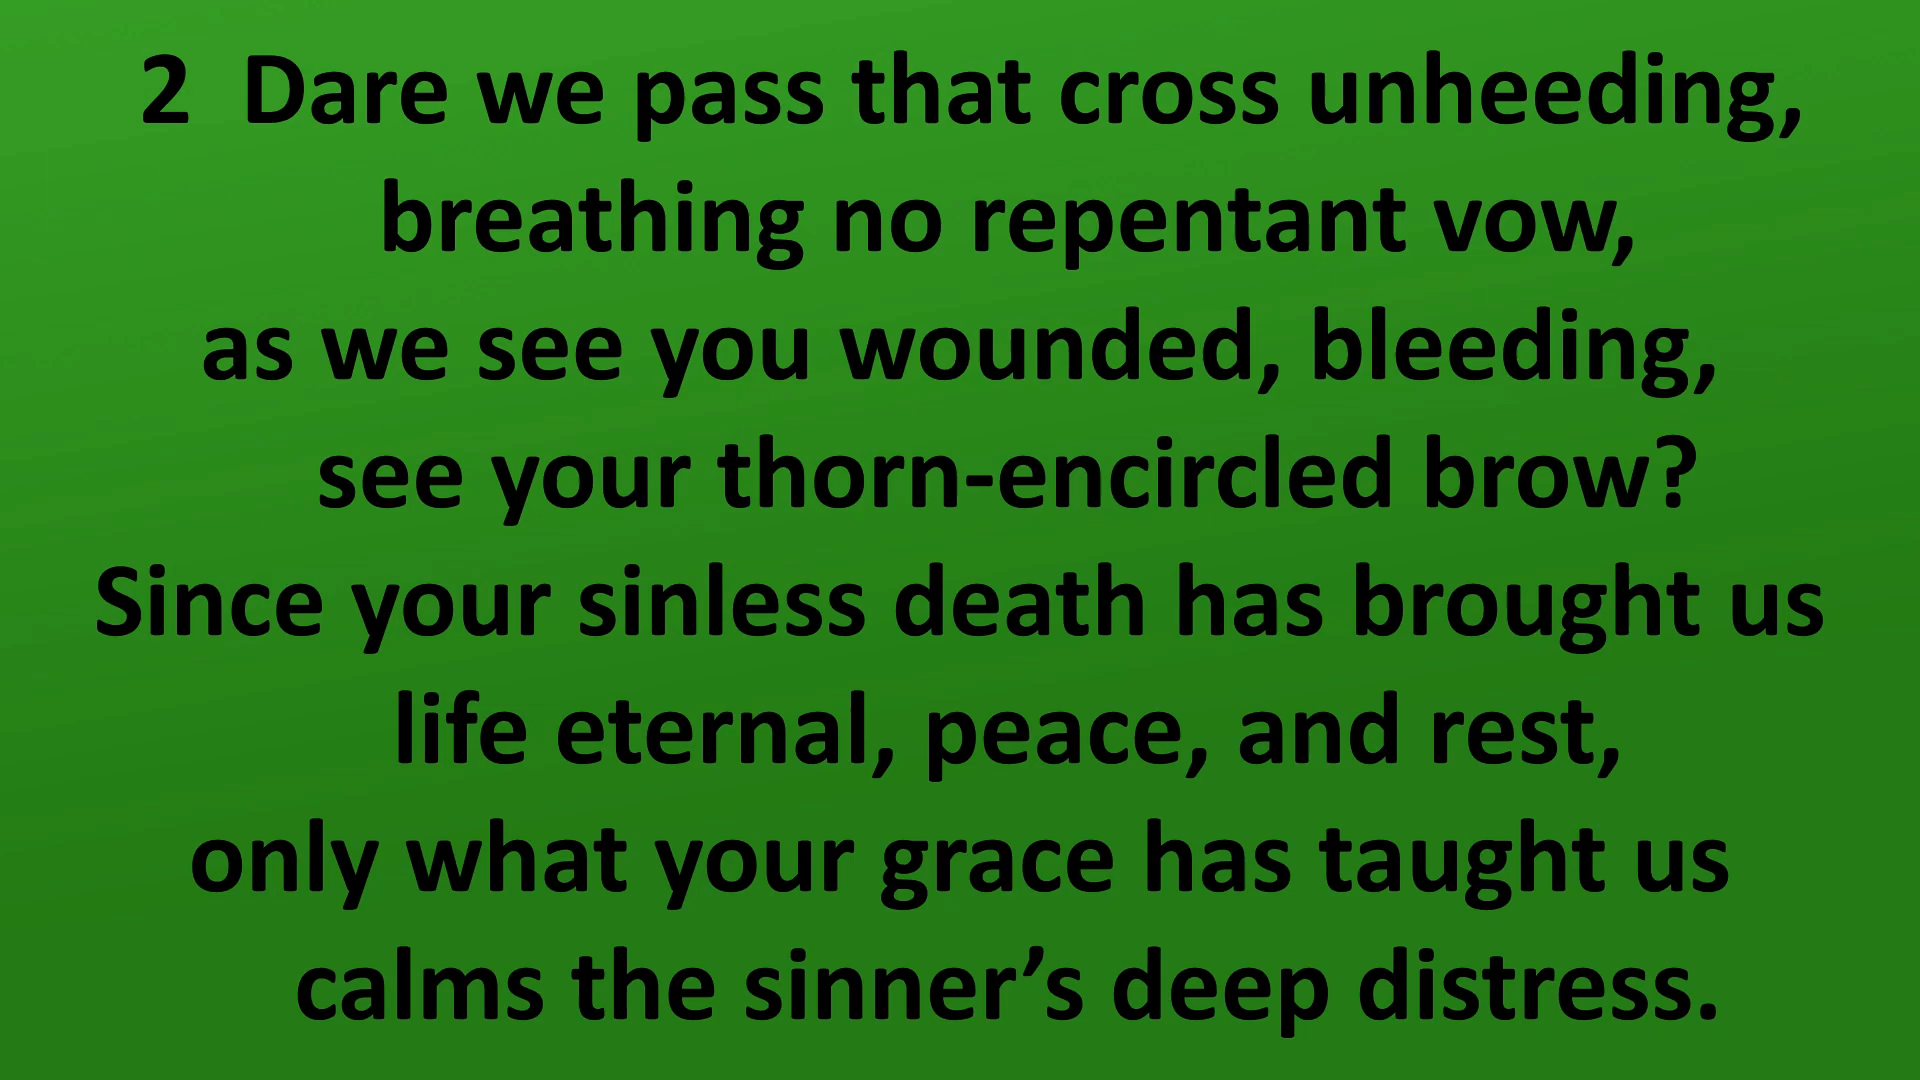 2 Dare we pass that cross unheeding,
breathing no repentant vow,
as we see you wounded, bleeding,
see your thorn-encircled brow?
Since your sinless death has brought us
life eternal, peace, and rest,
only what your grace has taught us
calms the sinner’s deep distress.